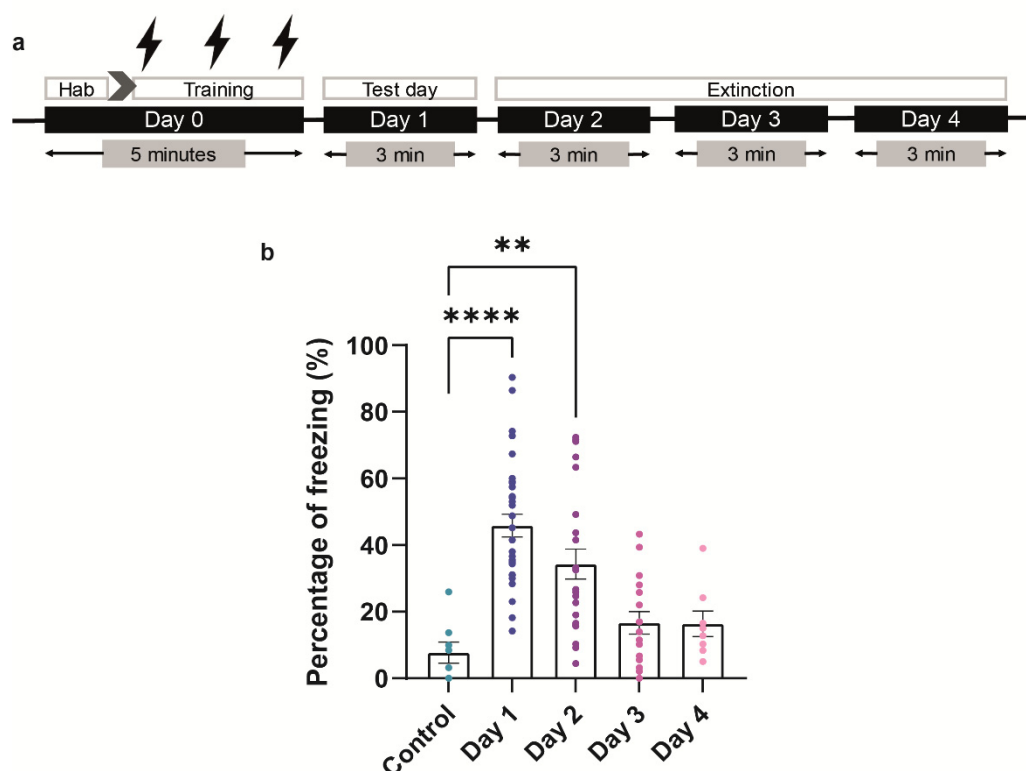 a
Hab Training Test day Extinction
Day 0 Day 1 Day 2 Day 3 Day 4
5 minutes 3 min 3 min 3 min 3 min
b
**
****
Percentage of freezing (%)
100
80
60
40
20
0
Control Day 1 Day 2 Day 3 Day 4